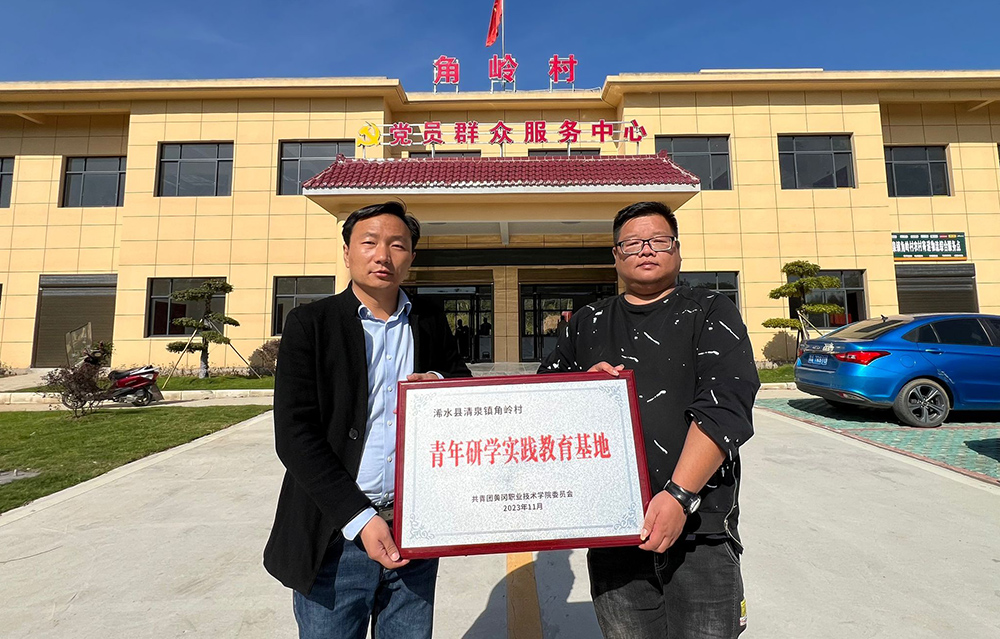 角岭村
党员群众服务中心
浠水县清泉镇角岭村
青年研学实践教育基地
共青团黄冈职业技术学院委员会
2023年11月